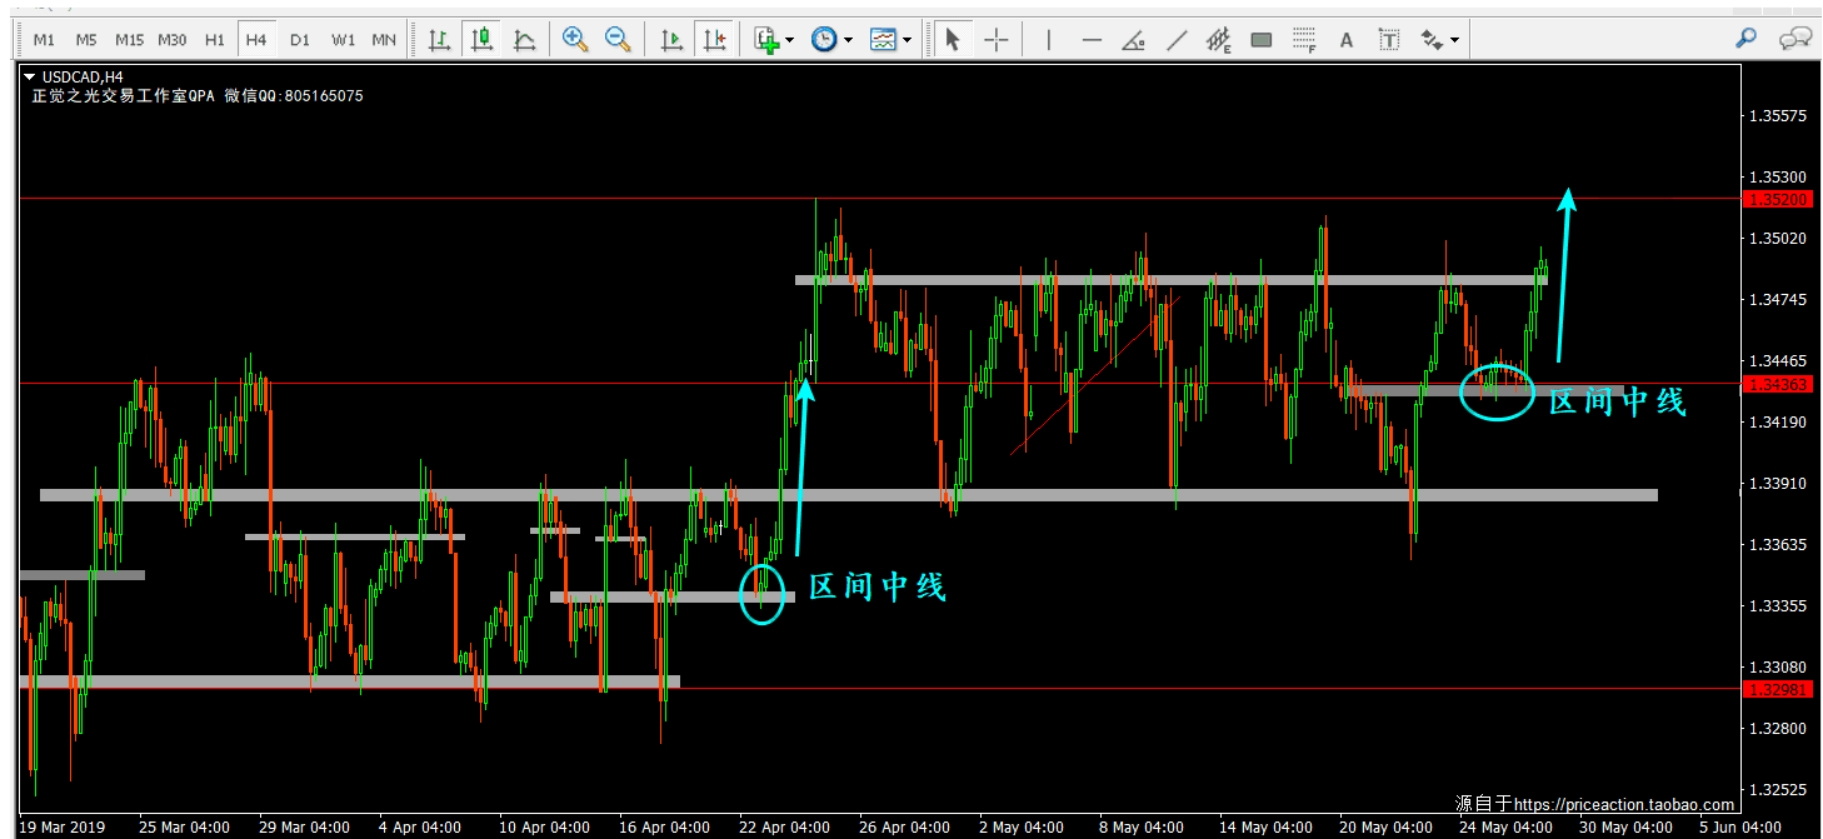 M1 M5 M15 M30 H1 H4 D1 W1 MN E F A T
USDCAD,H4
正觉之光交易工作室QPA 微信QQ:805165075
1.35575
1.35300
1.35200
1.35020
1.34745
1.34465
1.34363
区间中线
1.34190
1.33910
1.33635
区间中线
1.33355
1.33080
1.32981
1.32800
1.32525
源自于https://priceaction.taobao.com
19 Mar 2019 25 Mar 04:00 29 Mar 04:00 4 Apr 04:00 10 Apr 04:00 16 Apr 04:00 22 Apr 04:00 26 Apr 04:00 2 May 04:00 8 May 04:00 14 May 04:00 20 May 04:00 24 May 04:00 30 May 04:00 5 Jun 04:00